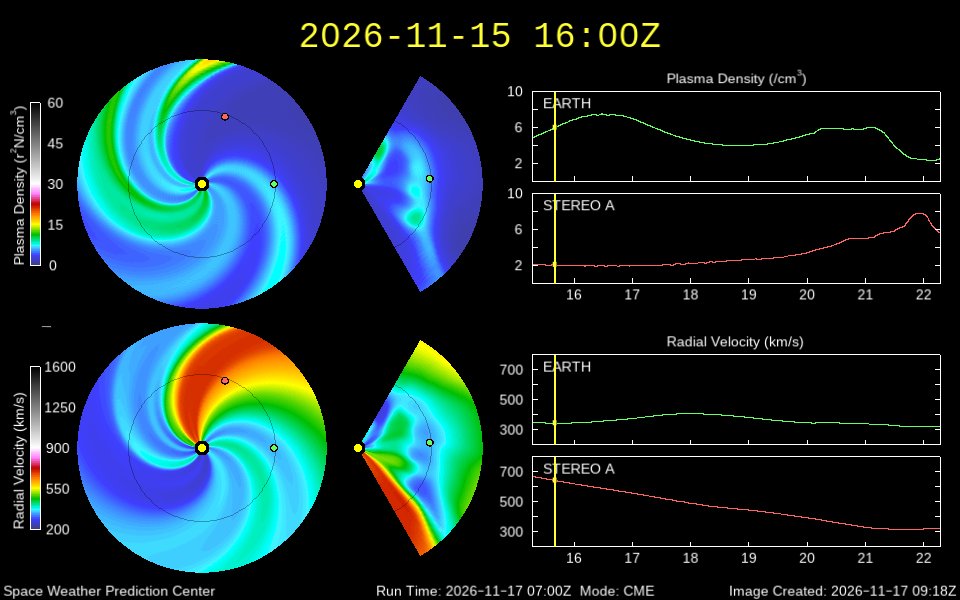 2026-11-15 16:00Z
Plasma Density (r²N/cm³)
60
45
30
15
0
Plasma Density (/cm³)
EARTH
10
6
2
STEREO A
10
6
2
16 17 18 19 20 21 22
Radial Velocity (km/s)
1600
1250
900
550
200
Radial Velocity (km/s)
EARTH
700
500
300
STEREO A
700
500
300
16 17 18 19 20 21 22
Space Weather Prediction Center
Run Time: 2026-11-17 07:00Z Mode: CME
Image Created: 2026-11-17 09:18Z